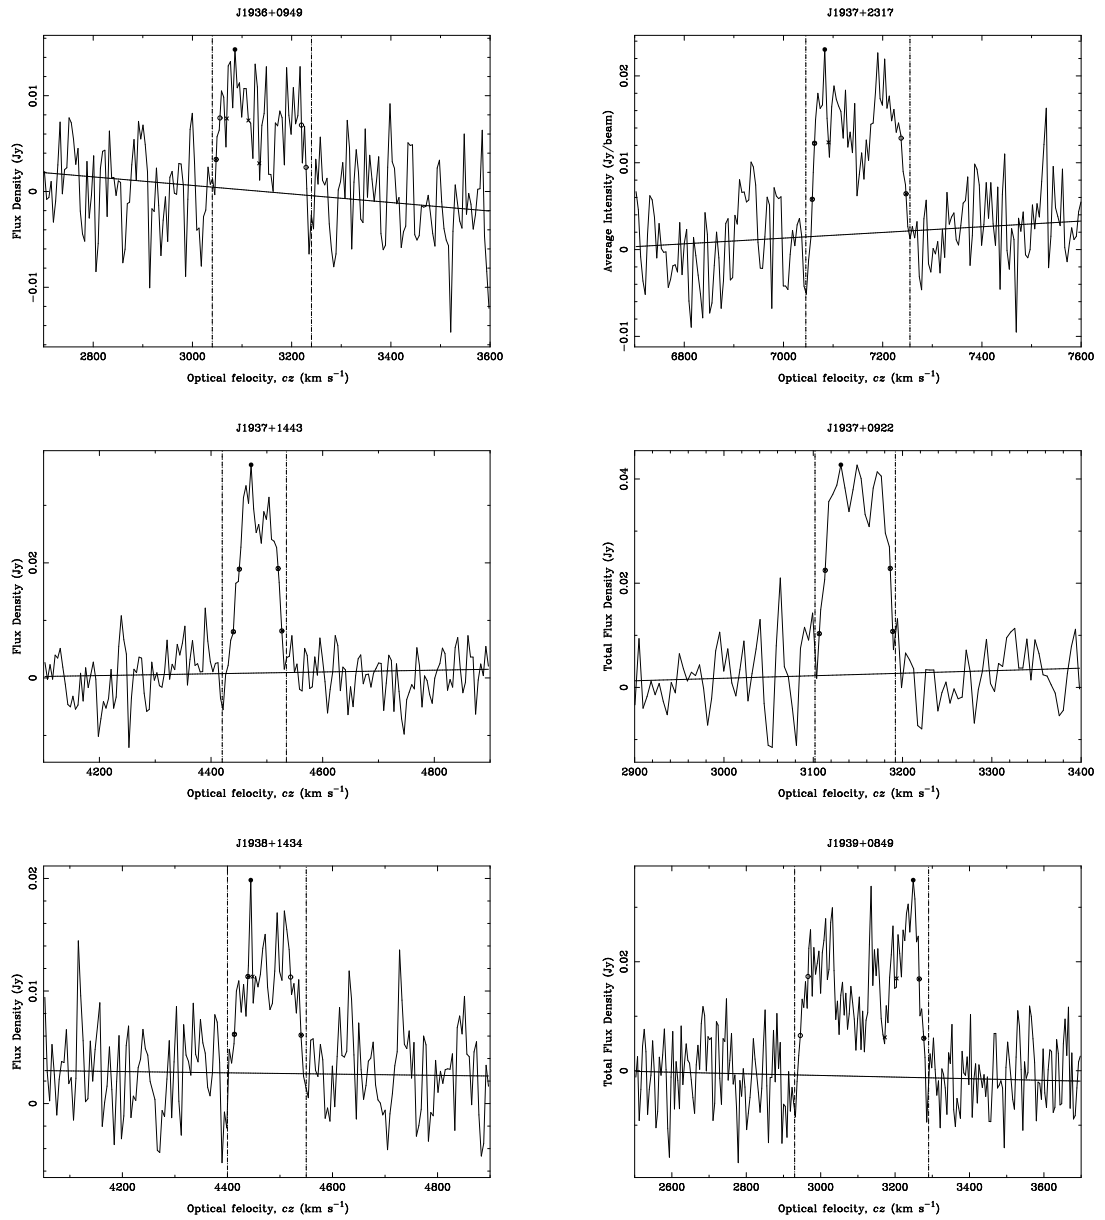 J1936+0949
Flux Density (Jy)
0.01
0
−0.01
2800 3000 3200 3400 3600
Optical felocity, cz (km s−1)
J1937+2317
Average Intensity (Jy/beam)
0.02
0.01
0
−0.01
6800 7000 7200 7400 7600
Optical felocity, cz (km s−1)
J1937+1443
Flux Density (Jy)
0.02
0
4200 4400 4600 4800
Optical felocity, cz (km s−1)
J1937+0922
Total Flux Density (Jy)
0.04
0.02
0
2900 3000 3100 3200 3300 3400
Optical felocity, cz (km s−1)
J1938+1434
Flux Density (Jy)
0.02
0.01
0
4200 4400 4600 4800
Optical felocity, cz (km s−1)
J1939+0849
Total Flux Density (Jy)
0.02
0
2600 2800 3000 3200 3400 3600
Optical felocity, cz (km s−1)